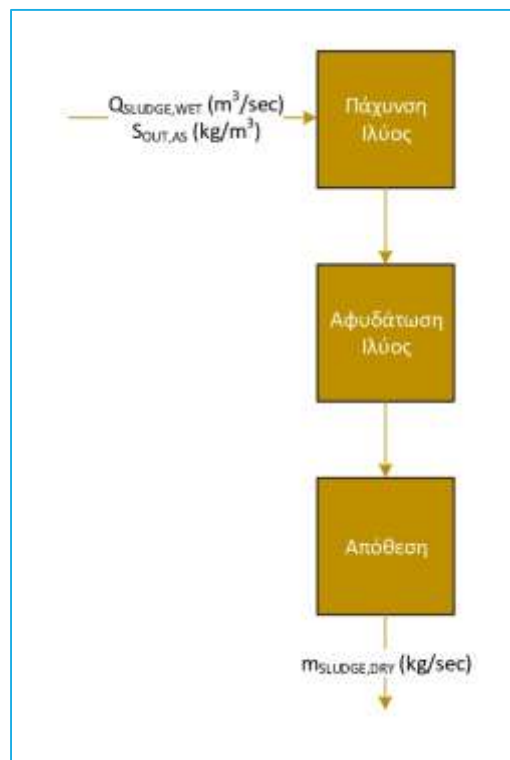 Q_SLUDGE,WET (m³/sec)
S_OUT,AS (kg/m³)
Πάχυνση
Ιλύος
Αφυδάτωση
Ιλύος
Απόθεση
m_SLUDGE,DRY (kg/sec)